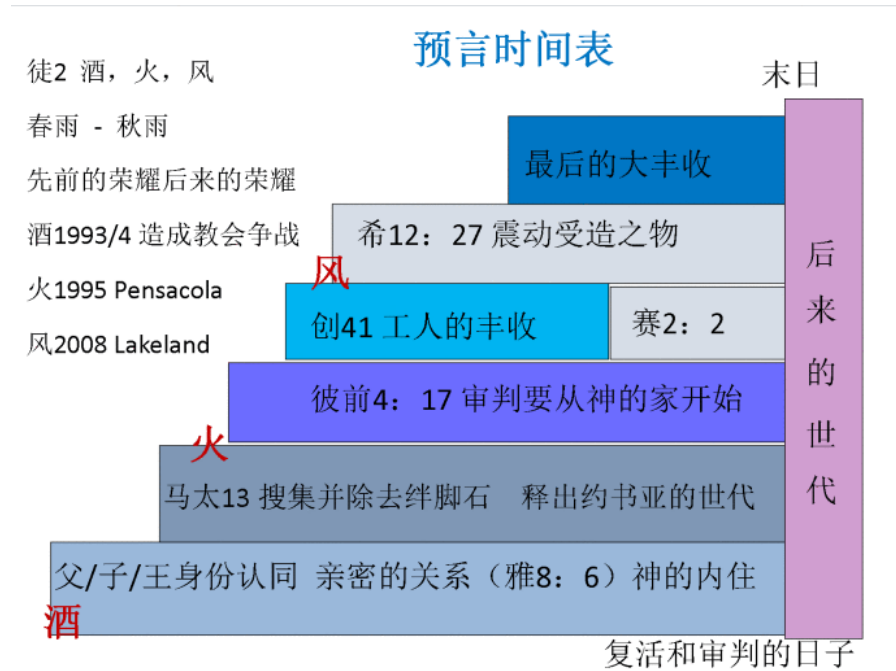 预言时间表
徒2 酒，火，风
春雨 - 秋雨
先前的荣耀后来的荣耀
酒1993/4 造成教会争战
火1995 Pensacola
风2008 Lakeland
末日
最后的大丰收
希12：27 震动受造之物
风
创41 工人的丰收
赛2：2
彼前4：17 审判要从神的家开始
火
马太13 搜集并除去绊脚石 释出约书亚的世代
父/子/王身份认同 亲密的关系（雅8：6）神的内住
酒
后来的世代
复活和审判的日子